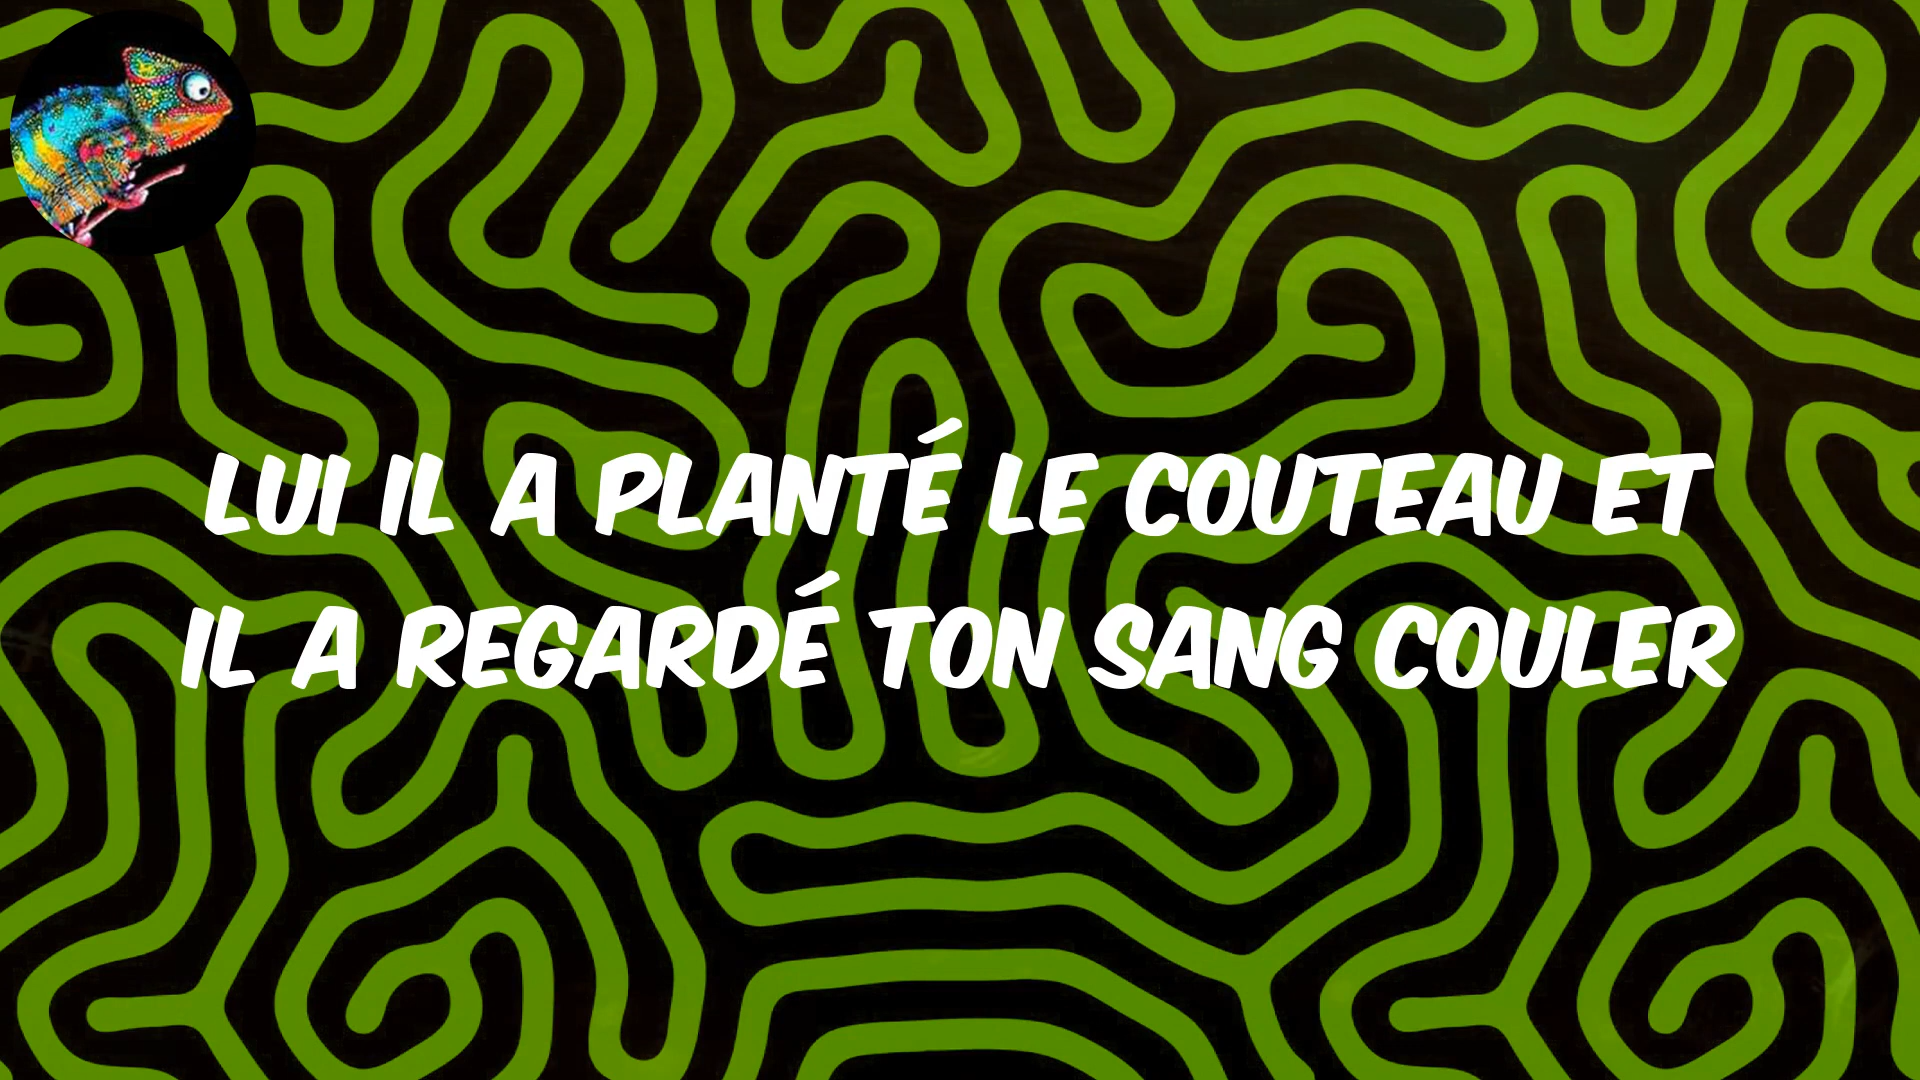 LUI IL A PLANTÉ LE COUTEAU ET
IL A REGARDÉ TON SANG COULER